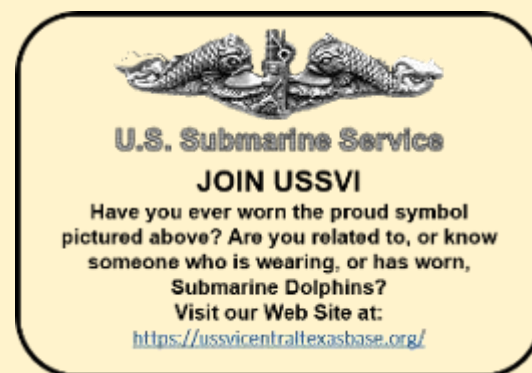 U.S. Submarine Service
JOIN USSVI
Have you ever worn the proud symbol
pictured above? Are you related to, or know
someone who is wearing, or has worn,
Submarine Dolphins?
Visit our Web Site at:
https://ussvicentraltexasbase.org/